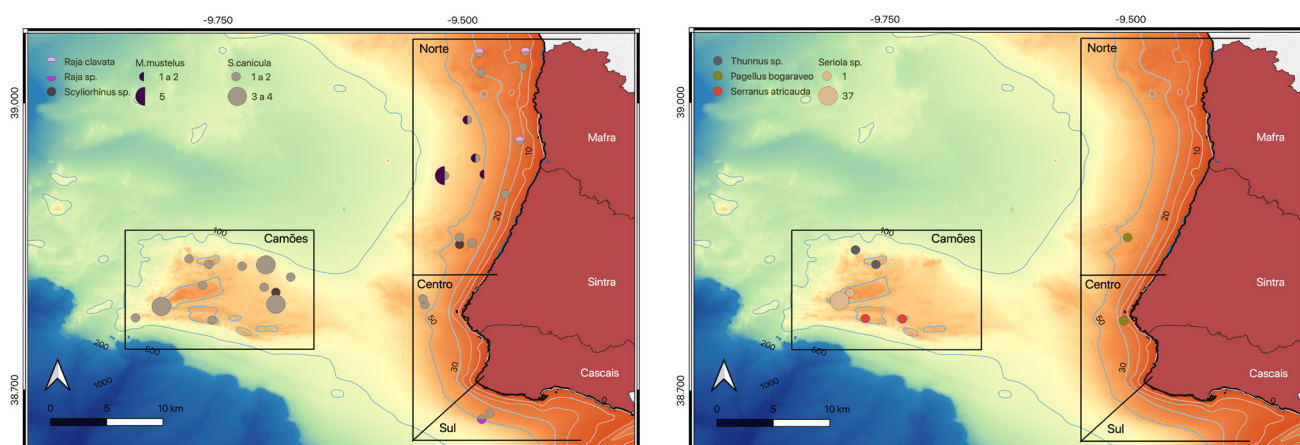 -9.750 -9.500
Norte
Raja clavata M.mustelus S.canicula
Raja sp. 1 a 2 1 a 2
Scyliorhinus sp. 5 3 a 4
39.000
Mafra
10
20
100
Camões
Sintra
Centro
50
200
500
30
38.700
1000
Cascais
0 5 10 km
Sul
-9.750 -9.500
Norte
Thunnus sp. Seriola sp.
Pagellus bogaraveo 1
Serranus atricauda 37
39.000
Mafra
10
20
100
Camões
Sintra
Centro
50
200
500
30
38.700
1000
Cascais
0 5 10 km
Sul